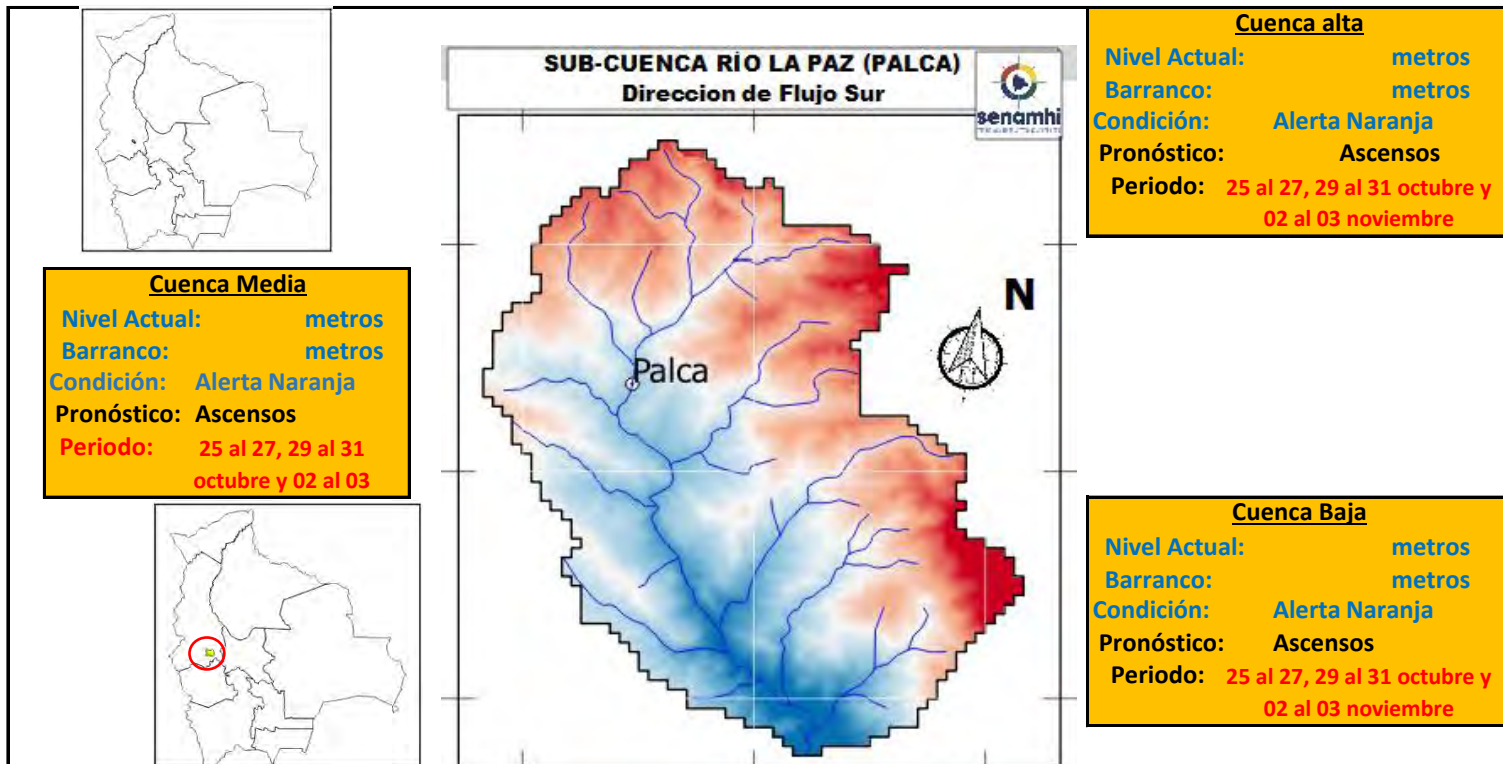 SUB-CUENCA RÍO LA PAZ (PALCA)
Direccion de Flujo Sur
senamhi
Cuenca alta
Nivel Actual: metros
Barranco: metros
Condición: Alerta Naranja
Pronóstico: Ascensos
Periodo: 25 al 27, 29 al 31 octubre y
02 al 03 noviembre
Cuenca Media
Nivel Actual: metros
Barranco: metros
Condición: Alerta Naranja
Pronóstico: Ascensos
Periodo: 25 al 27, 29 al 31
octubre y 02 al 03
N
Palca
Cuenca Baja
Nivel Actual: metros
Barranco: metros
Condición: Alerta Naranja
Pronóstico: Ascensos
Periodo: 25 al 27, 29 al 31 octubre y
02 al 03 noviembre